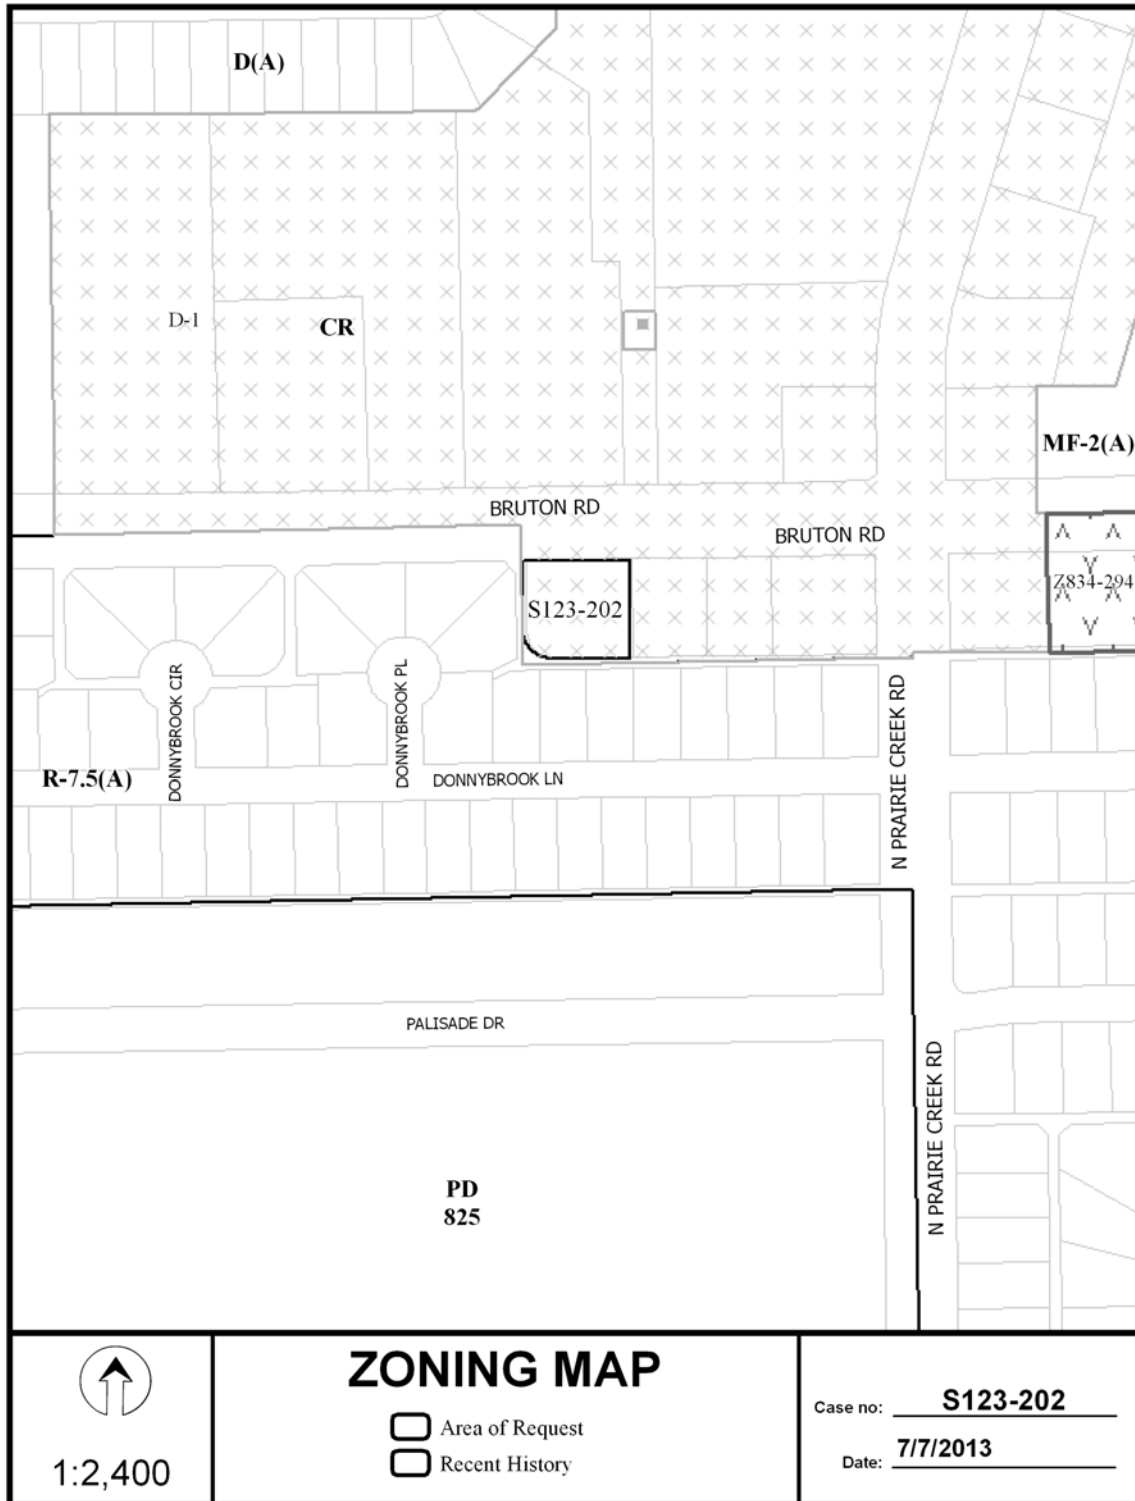 D(A)
D-1
CR
MF-2(A)
BRUTON RD
BRUTON RD
Z834-294
S123-202
DONNYBROOK CIR
DONNYBROOK PL
N PRAIRIE CREEK RD
R-7.5(A)
DONNYBROOK LN
PALISADE DR
N PRAIRIE CREEK RD
PD
825
1:2,400
ZONING MAP
Area of Request
Recent History
Case no: S123-202
Date: 7/7/2013